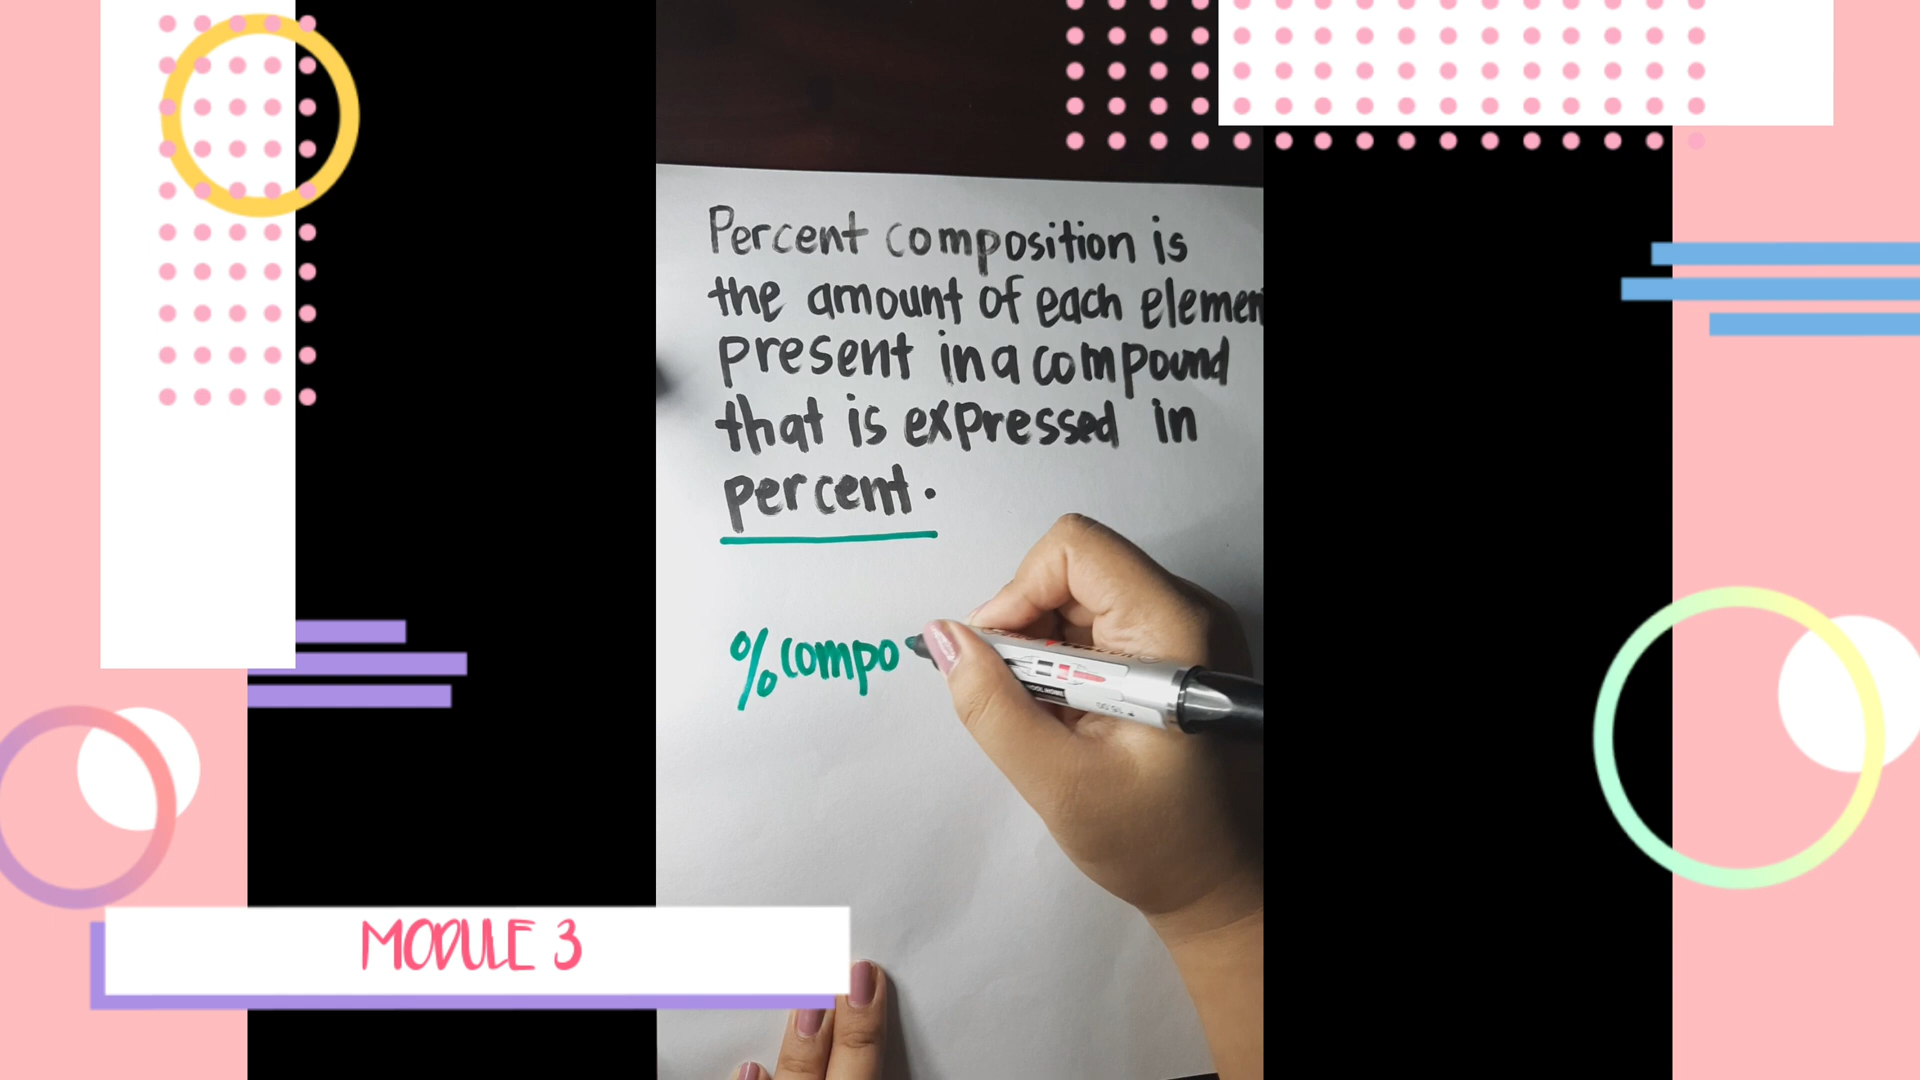 Percent composition is
the amount of each elemen
present in a compound
that is expressed in
percent.
%compo
MODULE 3